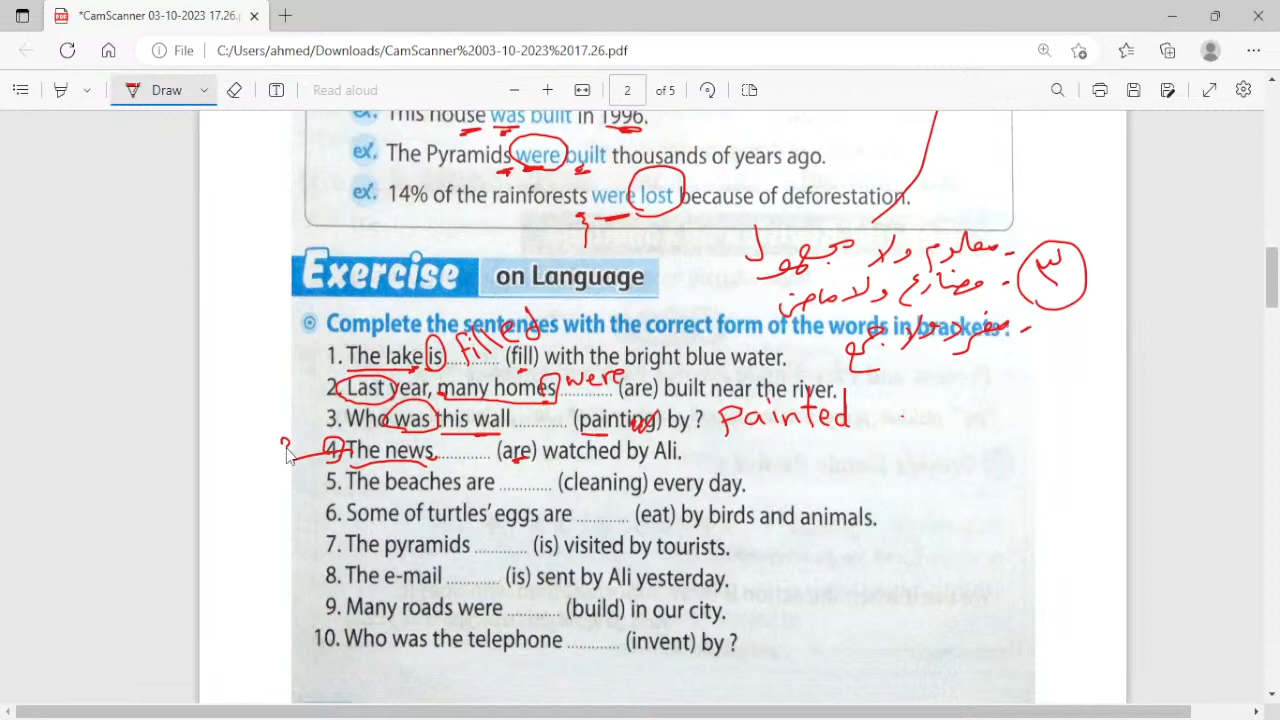 *CamScanner 03-10-2023 17.26.pdf
File C:/Users/ahmed/Downloads/CamScanner%2003-10-2023%2017.26.pdf
Draw Read aloud 2 of 5
ex. This house was built in 1996.
ex. The Pyramids were built thousands of years ago.
ex. 14% of the rainforests were lost because of deforestation.
- معلوم ولا مجهول
- مضارع ولا ماضى
- مفرد ولا جمع
٣
Exercise on Language
Complete the sentences with the correct form of the words in brackets:
1. The lake is ............ (fill) with the bright blue water.
filled
2. Last year, many homes ............ (are) built near the river.
were
3. Who was this wall ............ (painting) by ?
painted
4. The news ............ (are) watched by Ali.
5. The beaches are ............ (cleaning) every day.
6. Some of turtles' eggs are ............ (eat) by birds and animals.
7. The pyramids ............ (is) visited by tourists.
8. The e-mail ............ (is) sent by Ali yesterday.
9. Many roads were ............ (build) in our city.
10. Who was the telephone ............ (invent) by ?